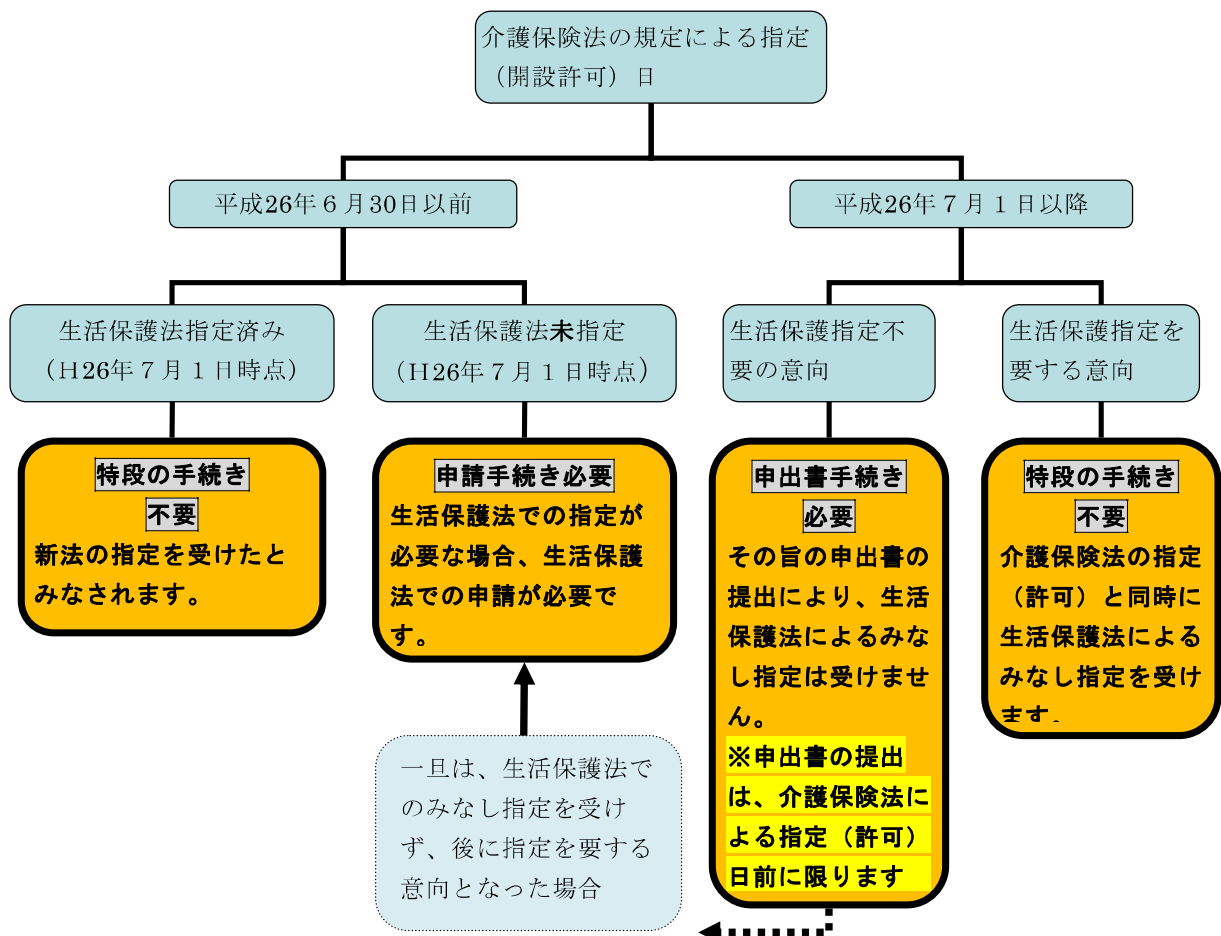 介護保険法の規定による指定
（開設許可）日
平成26年６月30日以前
平成26年７月１日以降
生活保護法指定済み
（H26年７月１日時点）
生活保護法未指定
（H26年７月１日時点）
生活保護指定不
要の意向
生活保護指定を
要する意向
特段の手続き
不要
新法の指定を受けたと
みなされます。
申請手続き必要
生活保護法での指定が
必要な場合、生活保護
法での申請が必要で
す。
申出書手続き
必要
その旨の申出書の
提出により、生活
保護法によるみな
し指定は受けませ
ん。
※申出書の提出
は、介護保険法に
よる指定（許可）
日前に限ります
特段の手続き
不要
介護保険法の指定
（許可）と同時に
生活保護法による
みなし指定を受け
ます。
一旦は、生活保護法で
のみなし指定を受け
ず、後に指定を要する
意向となった場合